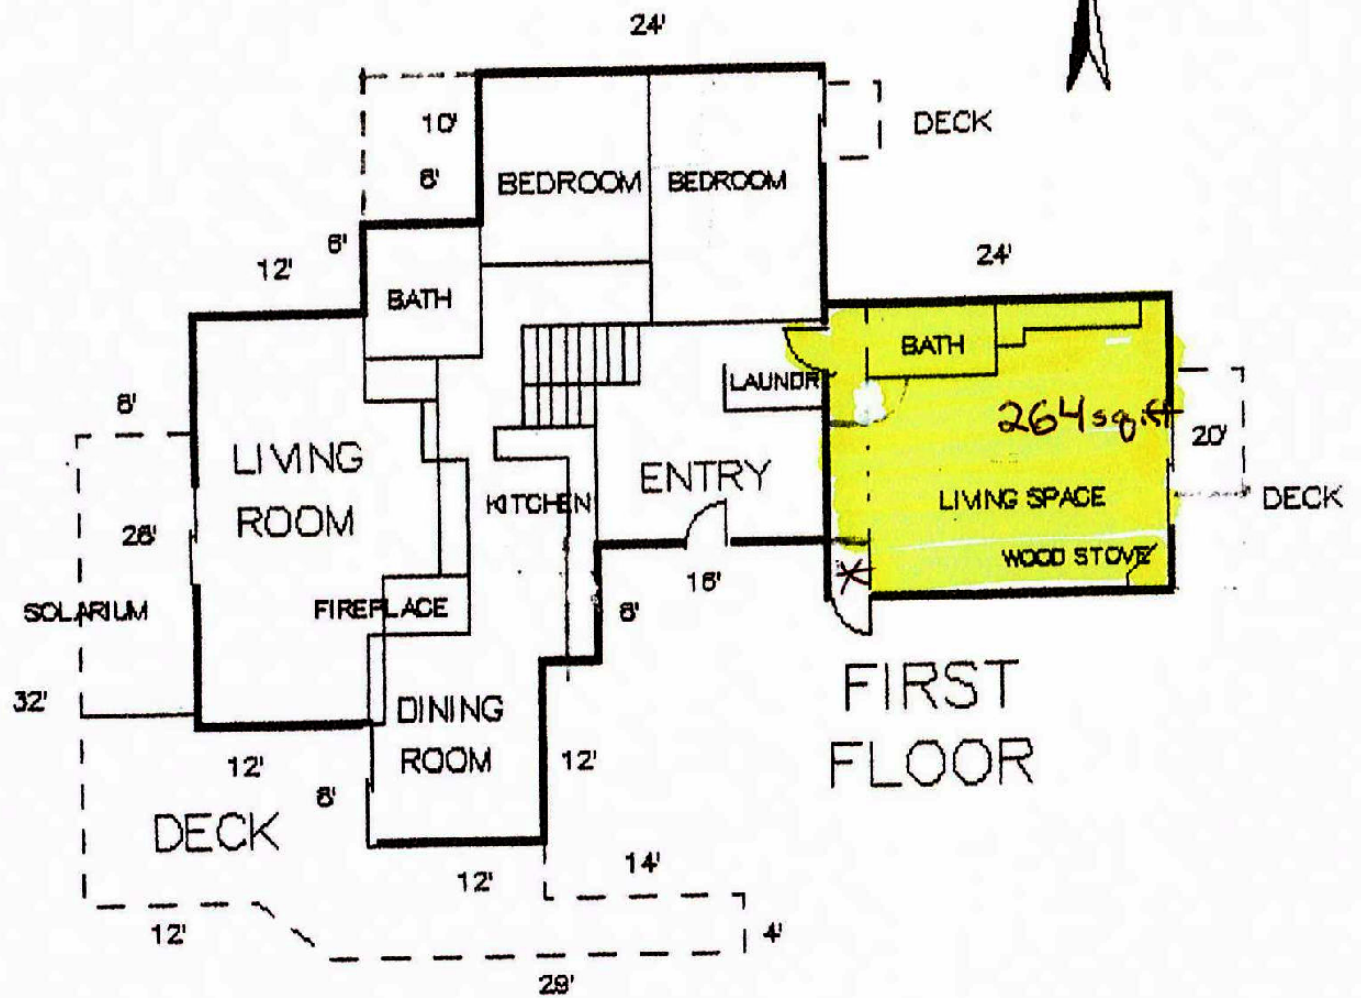 24'
10'
DECK
6'
BEDROOM
BEDROOM
6'
12'
24'
BATH
BATH
LAUNDR
8'
264 sq. ft
20'
LIVING
ROOM
ENTRY
KITCHEN
LIVING SPACE
DECK
28'
WOOD STOVE
16'
SOLARIUM
FIREPLACE
8'
32'
FIRST
FLOOR
DINING
ROOM
12'
12'
8'
DECK
14'
12'
12'
4'
29'